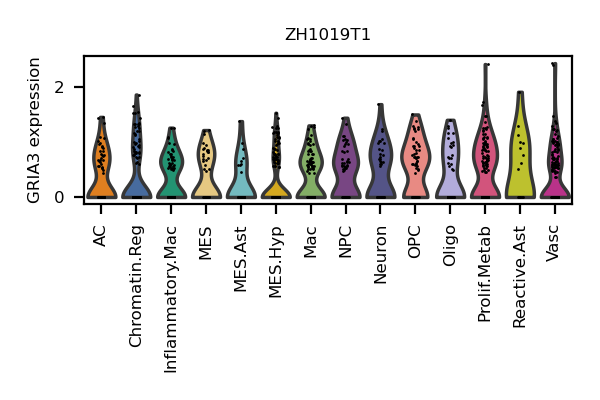 ZH1019T1
GRIA3 expression
2
0
AC
Chromatin.Reg
Inflammatory.Mac
MES
MES.Ast
MES.Hyp
Mac
NPC
Neuron
OPC
Oligo
Prolif.Metab
Reactive.Ast
Vasc